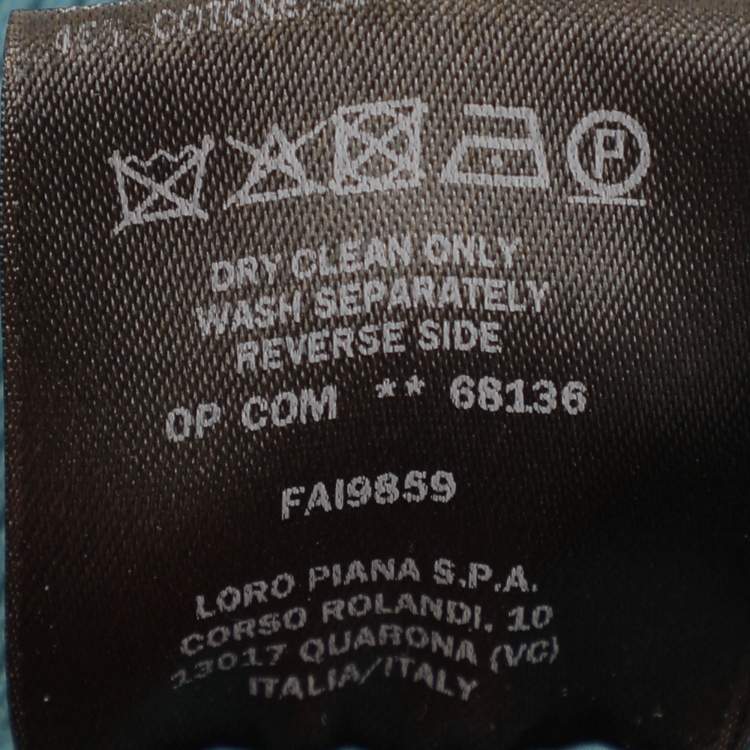 COTONE
P
DRY CLEAN ONLY
WASH SEPARATELY
REVERSE SIDE
OP COM ** 68136
FAI9859
LORO PIANA S.P.A.
CORSO ROLANDI, 10
13017 QUARONA (VC)
ITALIA/ITALY